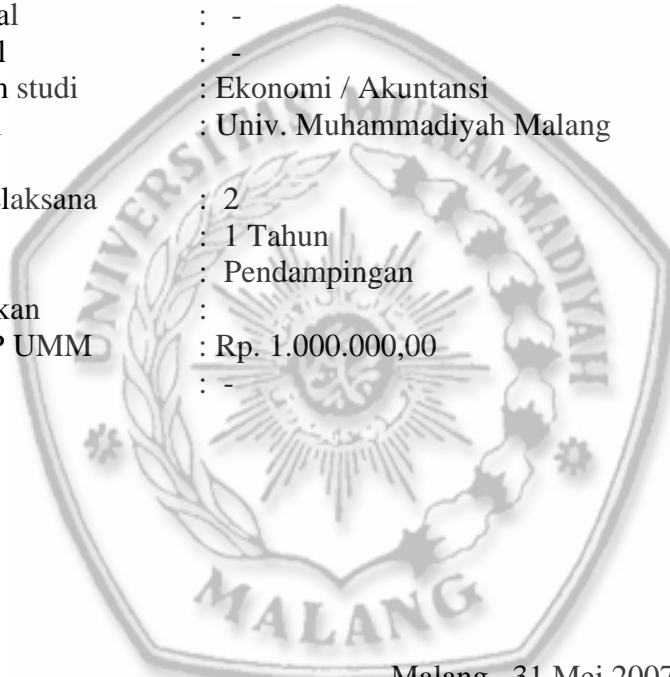 al : -
l : -
n studi : Ekonomi / Akuntansi
: Univ. Muhammadiyah Malang
laksana : 2
: 1 Tahun
: Pendampingan
kan :
P UMM : Rp. 1.000.000,00
: -
UNIVERSITAS MUHAMMADIYAH
MALANG
Malang, 31 Mei 2007